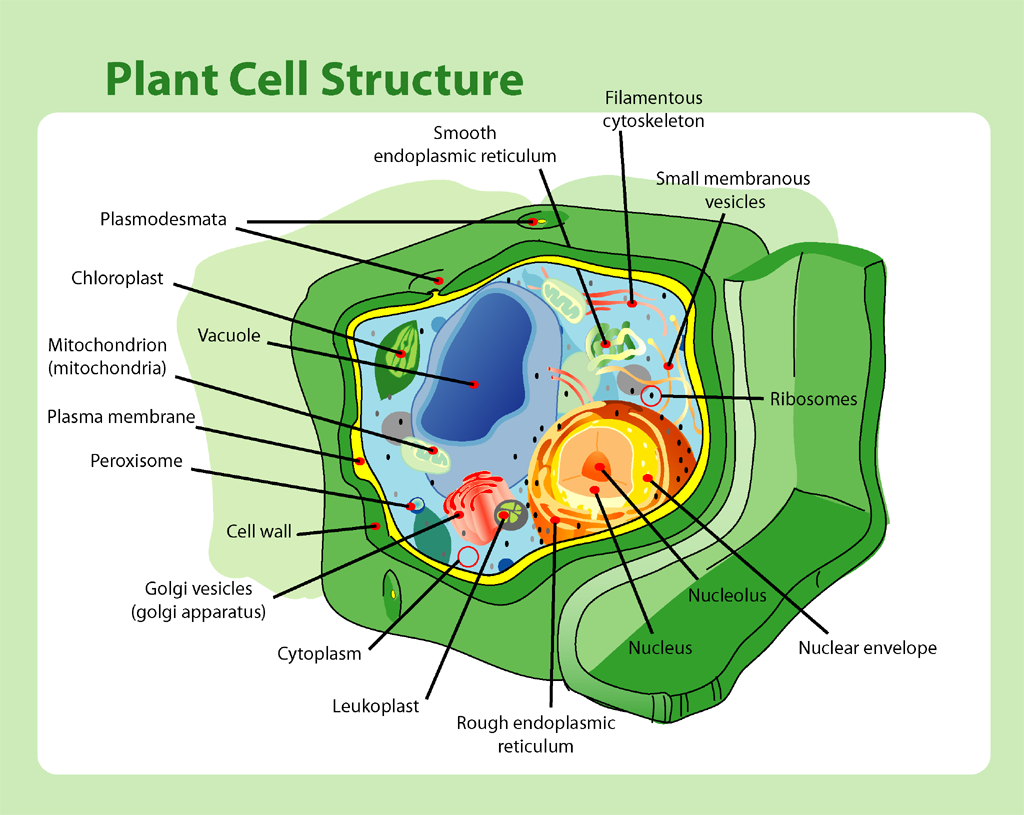 Plant Cell Structure
Filamentous
cytoskeleton
Smooth
endoplasmic reticulum
Small membranous
vesicles
Plasmodesmata
Chloroplast
Vacuole
Mitochondrion
(mitochondria)
Plasma membrane
Ribosomes
Peroxisome
Cell wall
Golgi vesicles
(golgi apparatus)
Nucleolus
Cytoplasm
Nucleus
Nuclear envelope
Leukoplast
Rough endoplasmic
reticulum